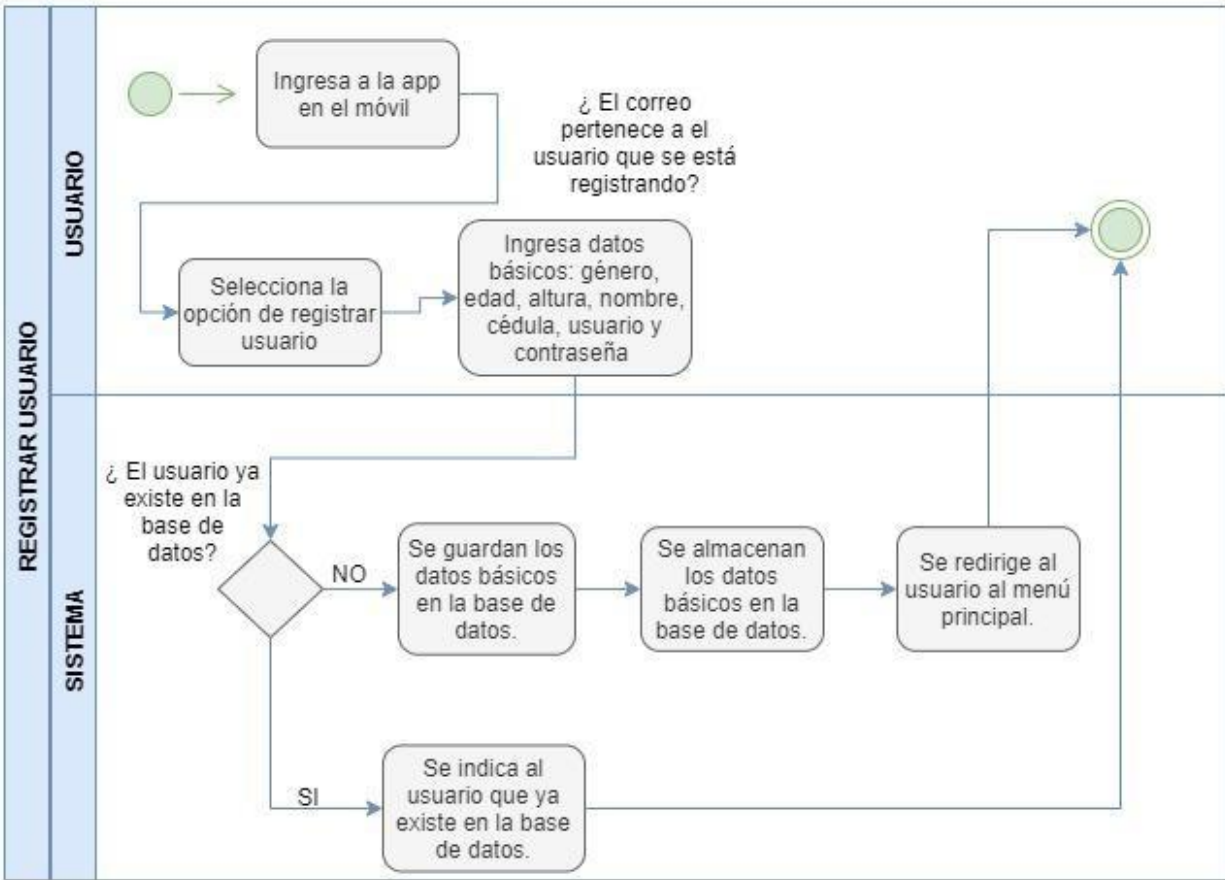 REGISTRAR USUARIO
USUARIO
Ingresa a la app
en el móvil
¿ El correo
pertenece a el
usuario que se está
registrando?
Selecciona la
opción de registrar
usuario
Ingresa datos
básicos: género,
edad, altura, nombre,
cédula, usuario y
contraseña
SISTEMA
¿ El usuario ya
existe en la
base de
datos?
NO
Se guardan los
datos básicos
en la base de
datos.
Se almacenan
los datos
básicos en la
base de datos.
Se redirige al
usuario al menú
principal.
SI
Se indica al
usuario que ya
existe en la base
de datos.